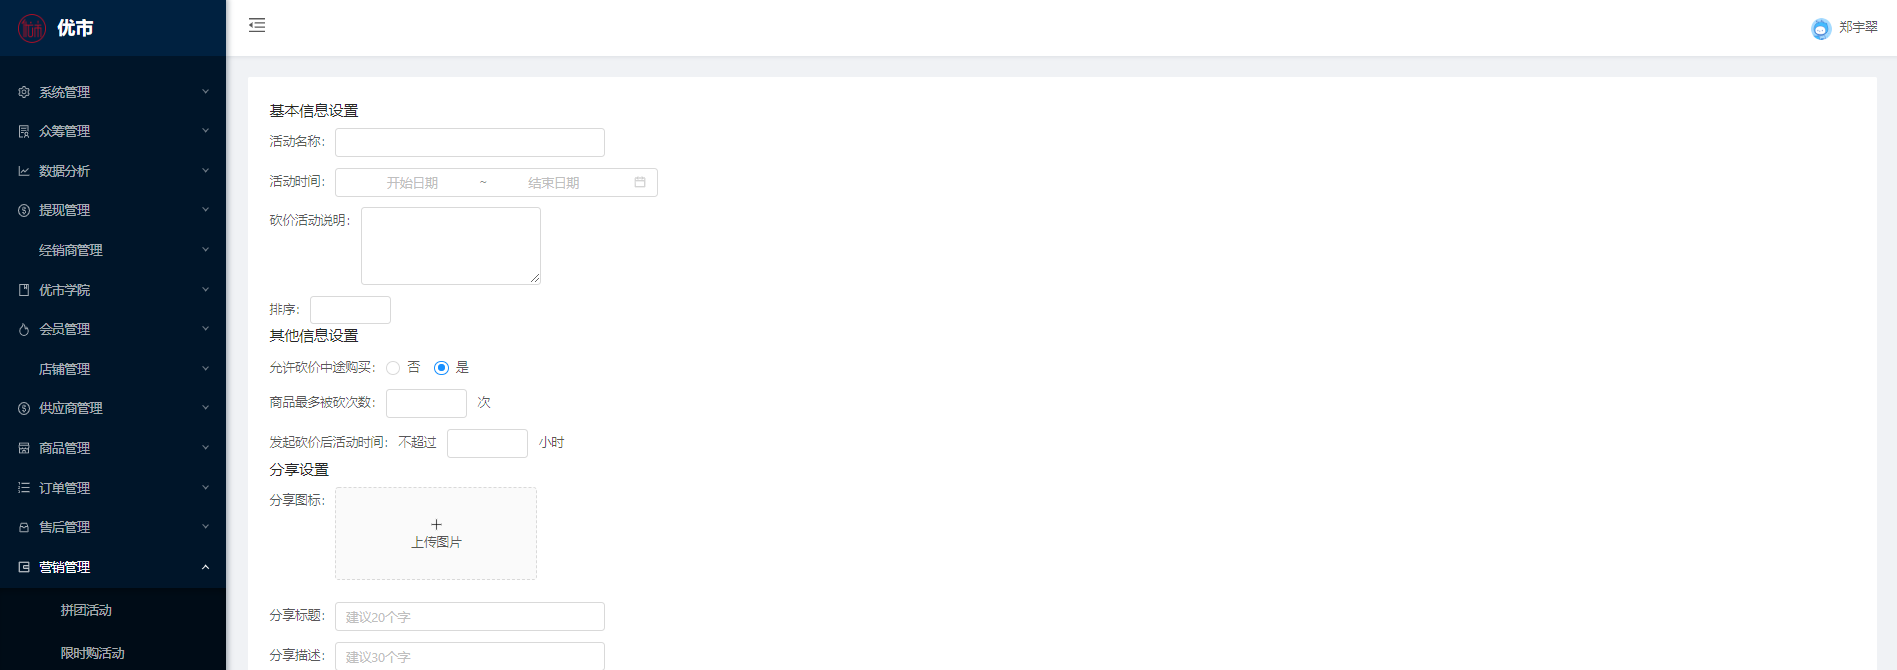 优市
郑宇翠
系统管理
众筹管理
数据分析
提现管理
经销商管理
优市学院
会员管理
店铺管理
供应商管理
商品管理
订单管理
售后管理
营销管理
拼团活动
限时购活动
基本信息设置
活动名称:
活动时间: 开始日期 ~ 结束日期
砍价活动说明:
排序:
其他信息设置
允许砍价中途购买: 否 是
商品最多被砍次数: 次
发起砍价后活动时间: 不超过 小时
分享设置
分享图标:
上传图片
分享标题: 建议20个字
分享描述: 建议30个字